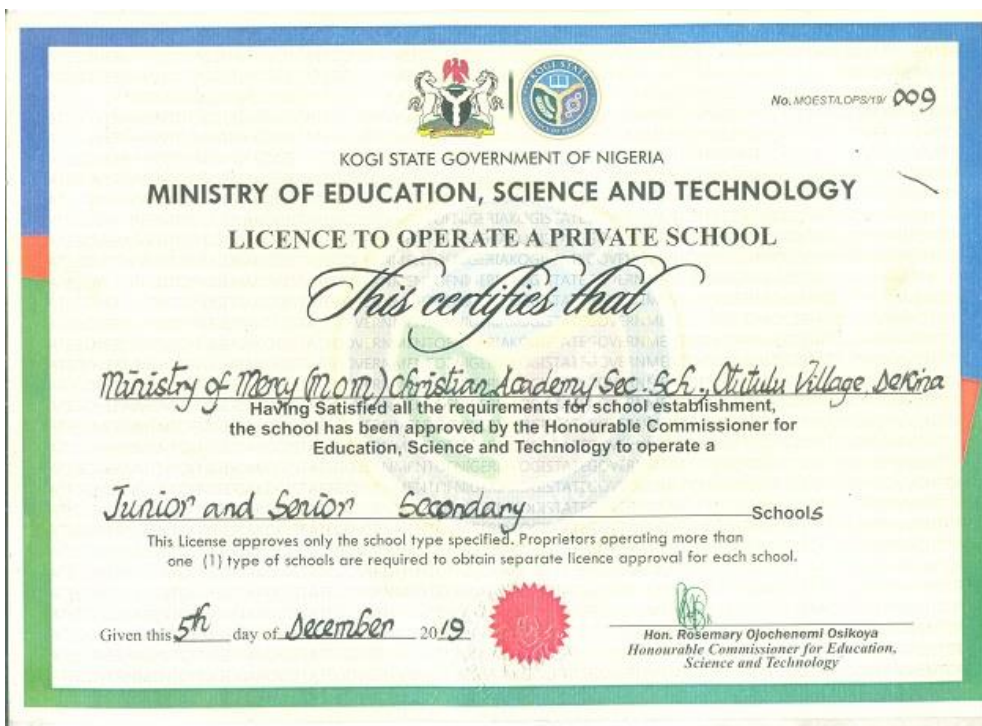 KOGI STATE
No. MOEST/LOPS/19/ 009
KOGI STATE GOVERNMENT OF NIGERIA
MINISTRY OF EDUCATION, SCIENCE AND TECHNOLOGY
LICENCE TO OPERATE A PRIVATE SCHOOL
This certifies that
Ministry of Mercy (M.O.M) Christian Academy Sec. Sch., Otutulu Village Dekina
Having Satisfied all the requirements for school establishment,
the school has been approved by the Honourable Commissioner for
Education, Science and Technology to operate a
Junior and Senior Secondary Schools
This License approves only the school type specified. Proprietors operating more than
one (1) type of schools are required to obtain separate licence approval for each school.
Given this 5th day of December 2019
Hon. Rosemary Ojochenemi Osikoya
Honourable Commissioner for Education,
Science and Technology